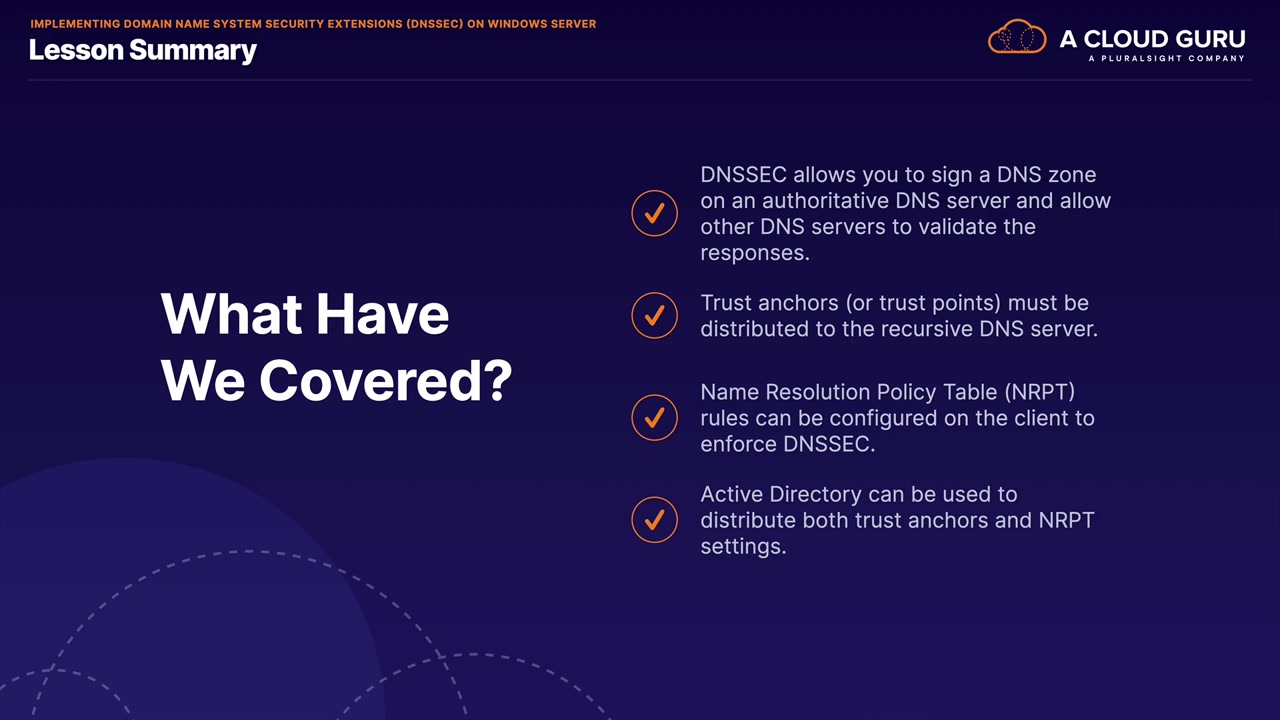 IMPLEMENTING DOMAIN NAME SYSTEM SECURITY EXTENSIONS (DNSSEC) ON WINDOWS SERVER
Lesson Summary
A CLOUD GURU
A PLURALSIGHT COMPANY
What Have
We Covered?
DNSSEC allows you to sign a DNS zone
on an authoritative DNS server and allow
other DNS servers to validate the
responses.
Trust anchors (or trust points) must be
distributed to the recursive DNS server.
Name Resolution Policy Table (NRPT)
rules can be configured on the client to
enforce DNSSEC.
Active Directory can be used to
distribute both trust anchors and NRPT
settings.